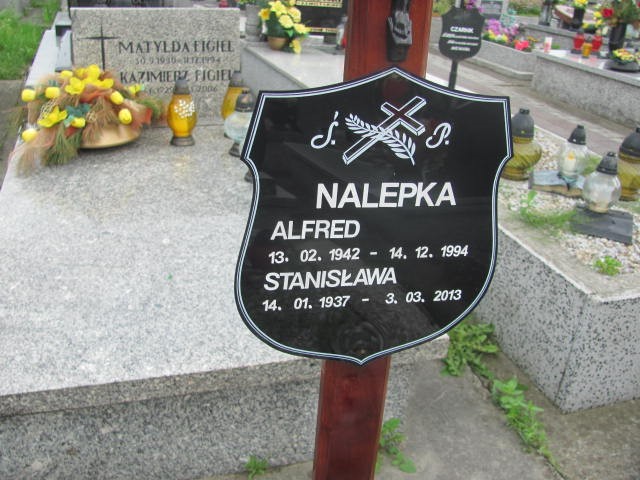 MATYLDA FIGIEL
KAZIMIERZ FIGIEL
CZARNIK
Ś. P.
NALEPKA
ALFRED
13. 02. 1942 - 14. 12. 1994
STANISŁAWA
14. 01. 1937 - 3. 03. 2013